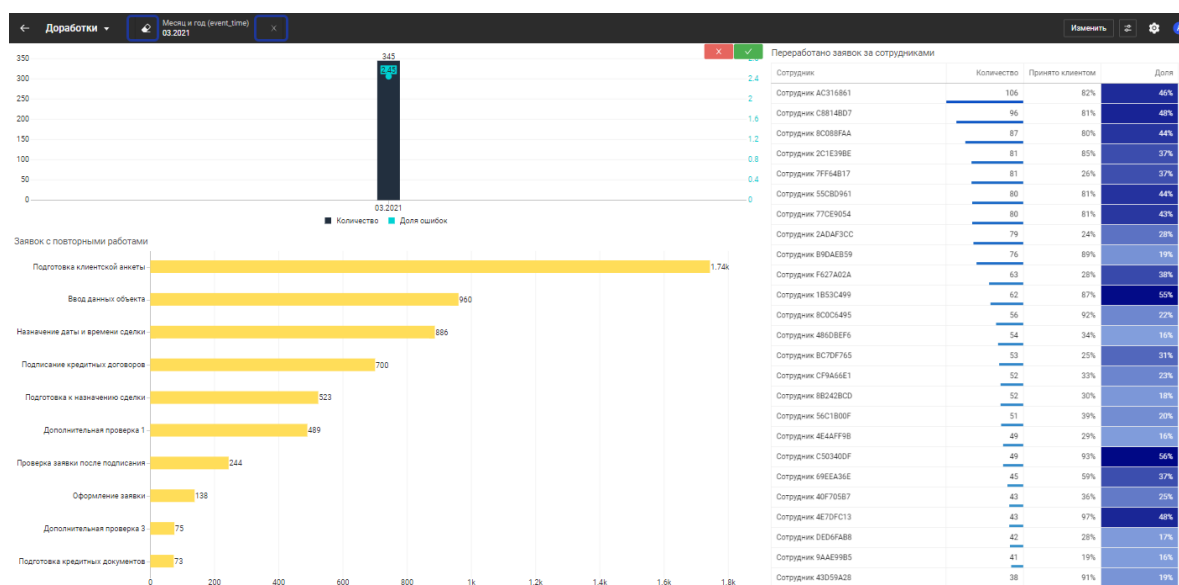 ← Доработки Месяц и год (event_time) x Изменить
03.2021
345
2.45
350
300
250
200
150
100
50
0
2.4
2
1.6
1.2
0.8
0.4
0
03.2021
Количество Доля ошибок
Заявок с повторными работами
Подготовка клиентской анкеты 1.74k
Ввод данных объекта 960
Назначение даты и времени сделки 886
Подписание кредитных договоров 700
Подготовка к назначению сделки 523
Дополнительная проверка 1 489
Проверка заявки после подписания 244
Оформление заявки 138
Дополнительная проверка 3 75
Подготовка кредитных документов 73
0 200 400 600 800 1k 1.2k 1.4k 1.6k 1.8k
Переработано заявок за сотрудниками
Сотрудник Количество Принято клиентом Доля
Сотрудник AC316861 106 82% 46%
Сотрудник C8814BD7 96 81% 48%
Сотрудник 8C088FAA 87 80% 44%
Сотрудник 2C1E39BE 81 85% 37%
Сотрудник 7FF64B17 81 26% 37%
Сотрудник 55CBD961 80 81% 44%
Сотрудник 77CE9054 80 81% 43%
Сотрудник 2ADAF3CC 79 24% 28%
Сотрудник B9DAEB59 76 89% 19%
Сотрудник F627A02A 63 28% 38%
Сотрудник 1B53C499 62 87% 55%
Сотрудник 8C0C6495 56 92% 22%
Сотрудник 486DBEF6 54 34% 16%
Сотрудник BC7DF765 53 25% 31%
Сотрудник CF9A66E1 52 33% 23%
Сотрудник 8B242BCD 52 30% 18%
Сотрудник 56C1B00F 51 39% 20%
Сотрудник 4E4AFF9B 49 29% 16%
Сотрудник C50340DF 49 93% 56%
Сотрудник 69EEA36E 45 59% 37%
Сотрудник 40F705B7 43 36% 25%
Сотрудник 4E7DFC13 43 97% 48%
Сотрудник DED6FAB8 42 28% 17%
Сотрудник 9AAE99B5 41 19% 16%
Сотрудник 43D59A28 38 91% 19%